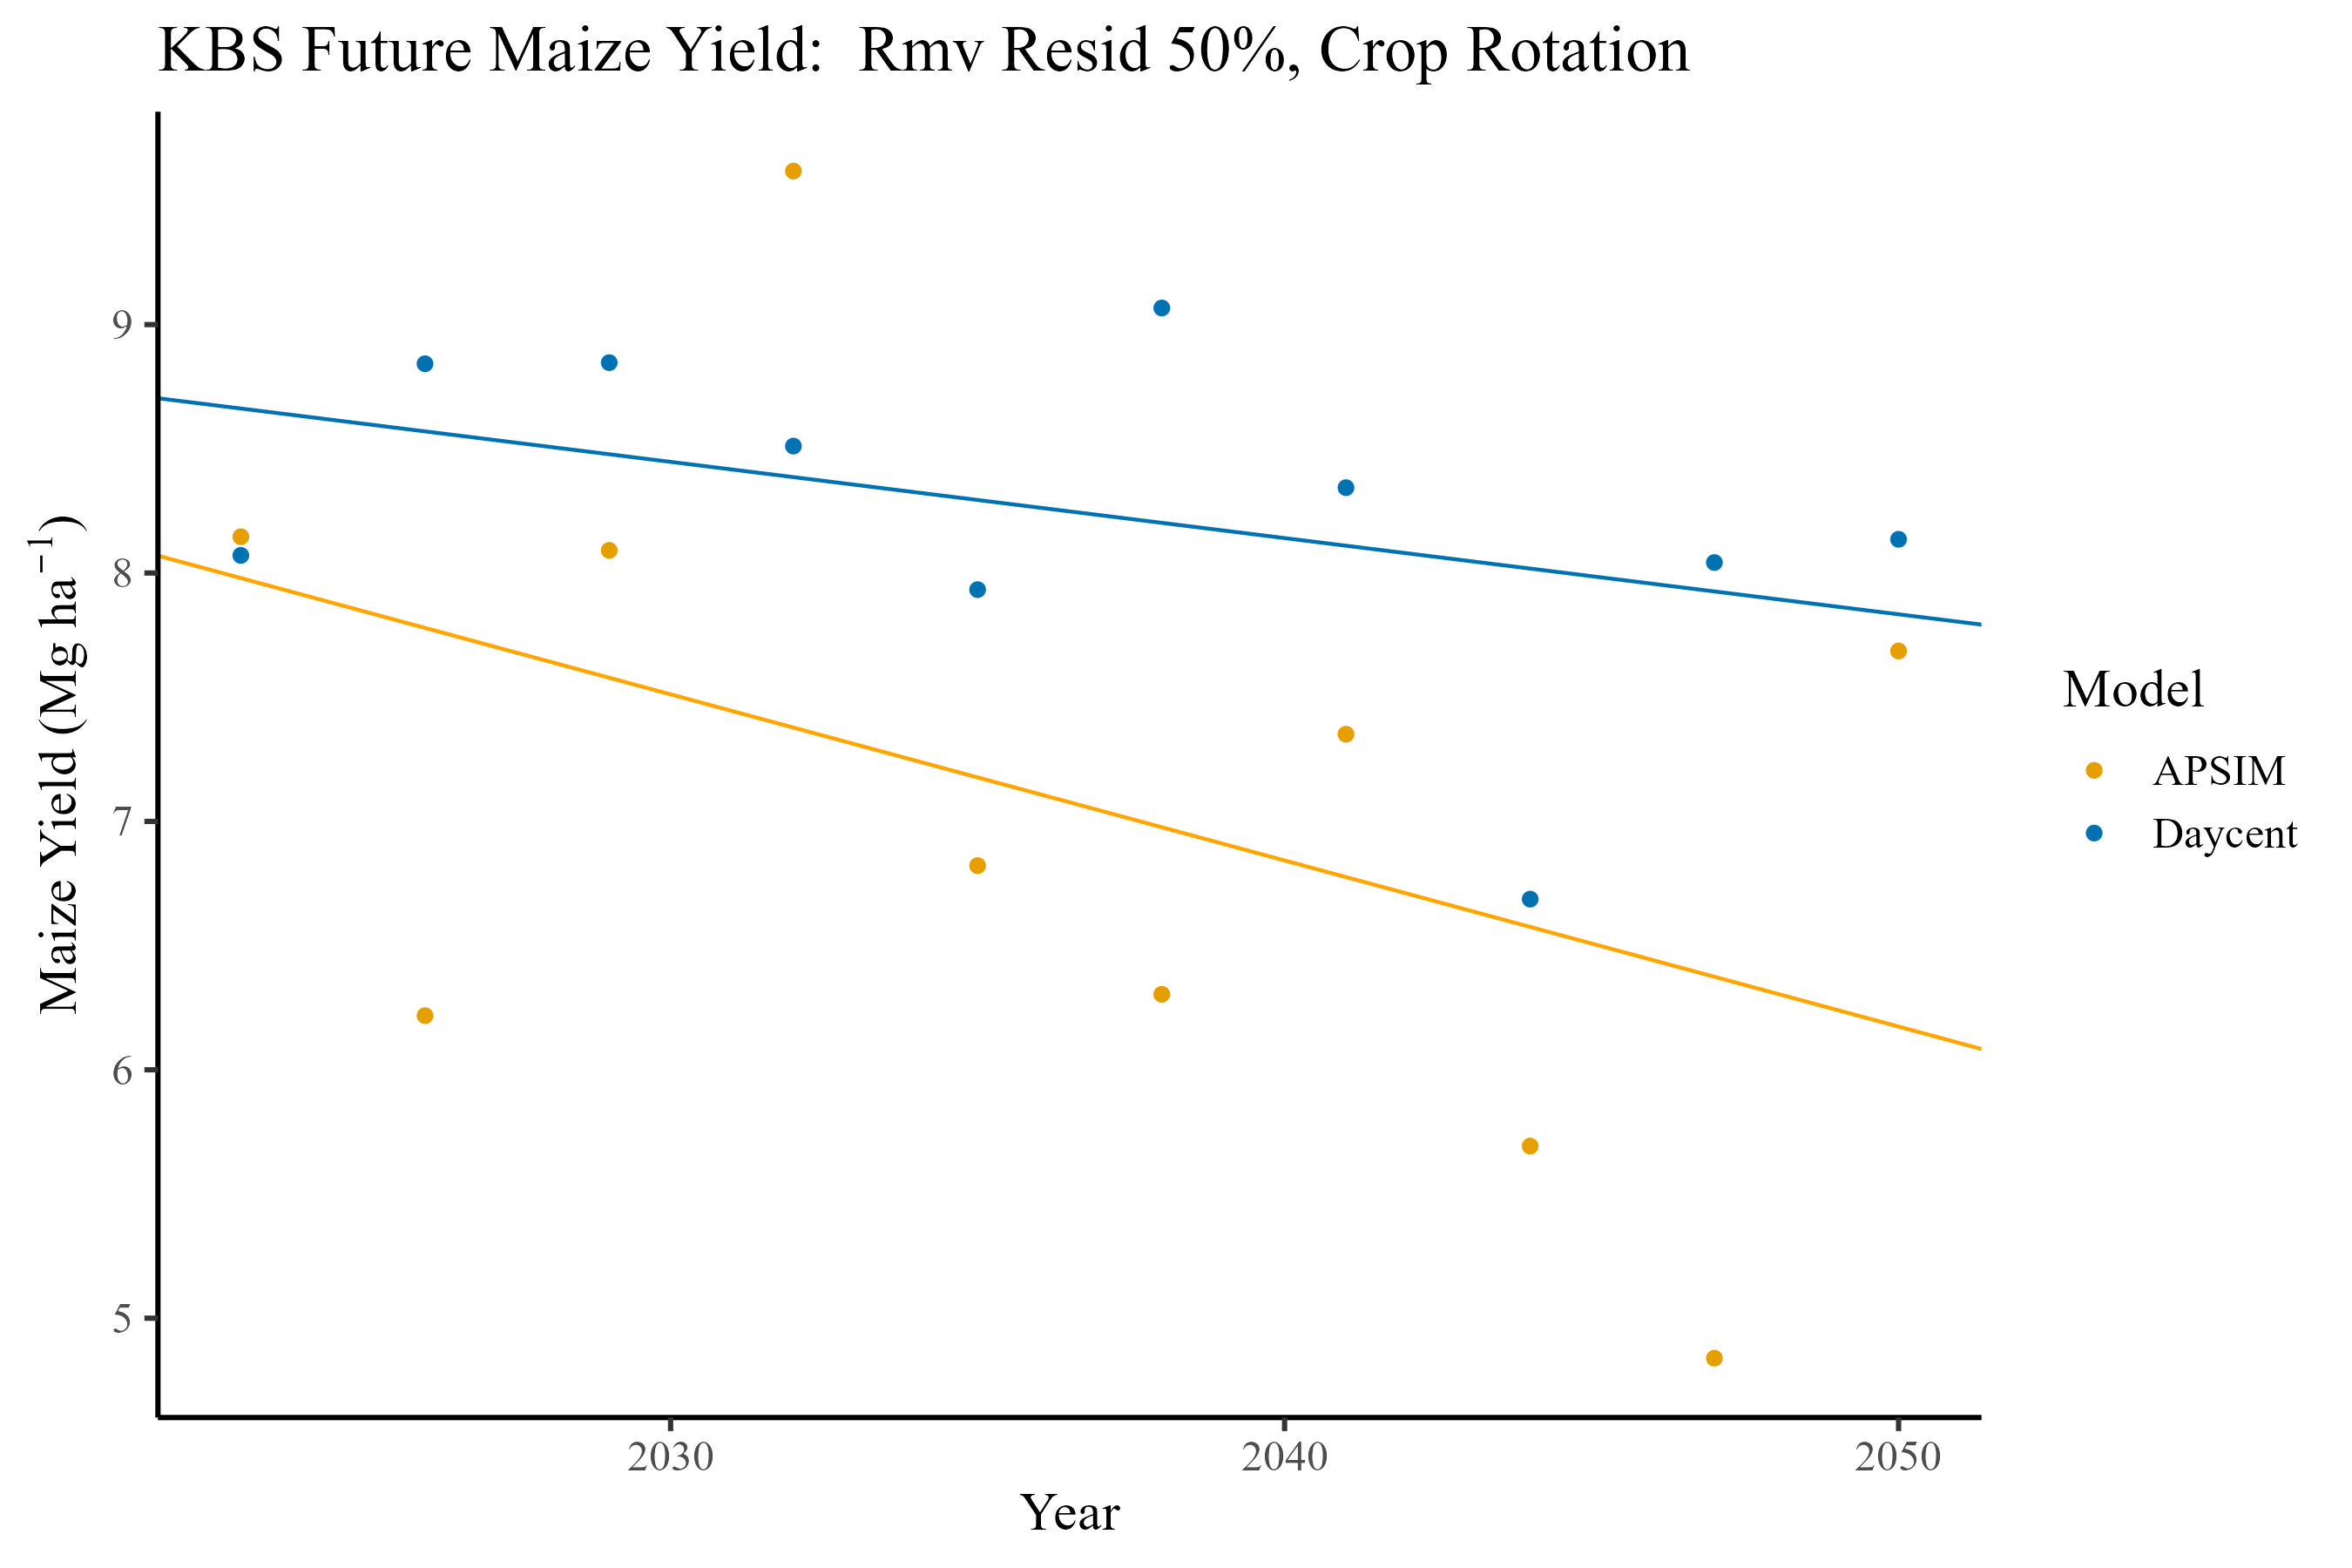 KBS Future Maize Yield:  Rmv Resid 50%, Crop Rotation
Maize Yield (Mg ha⁻¹)
9
8
7
6
5
2030 2040 2050
Year
Model
APSIM
Daycent